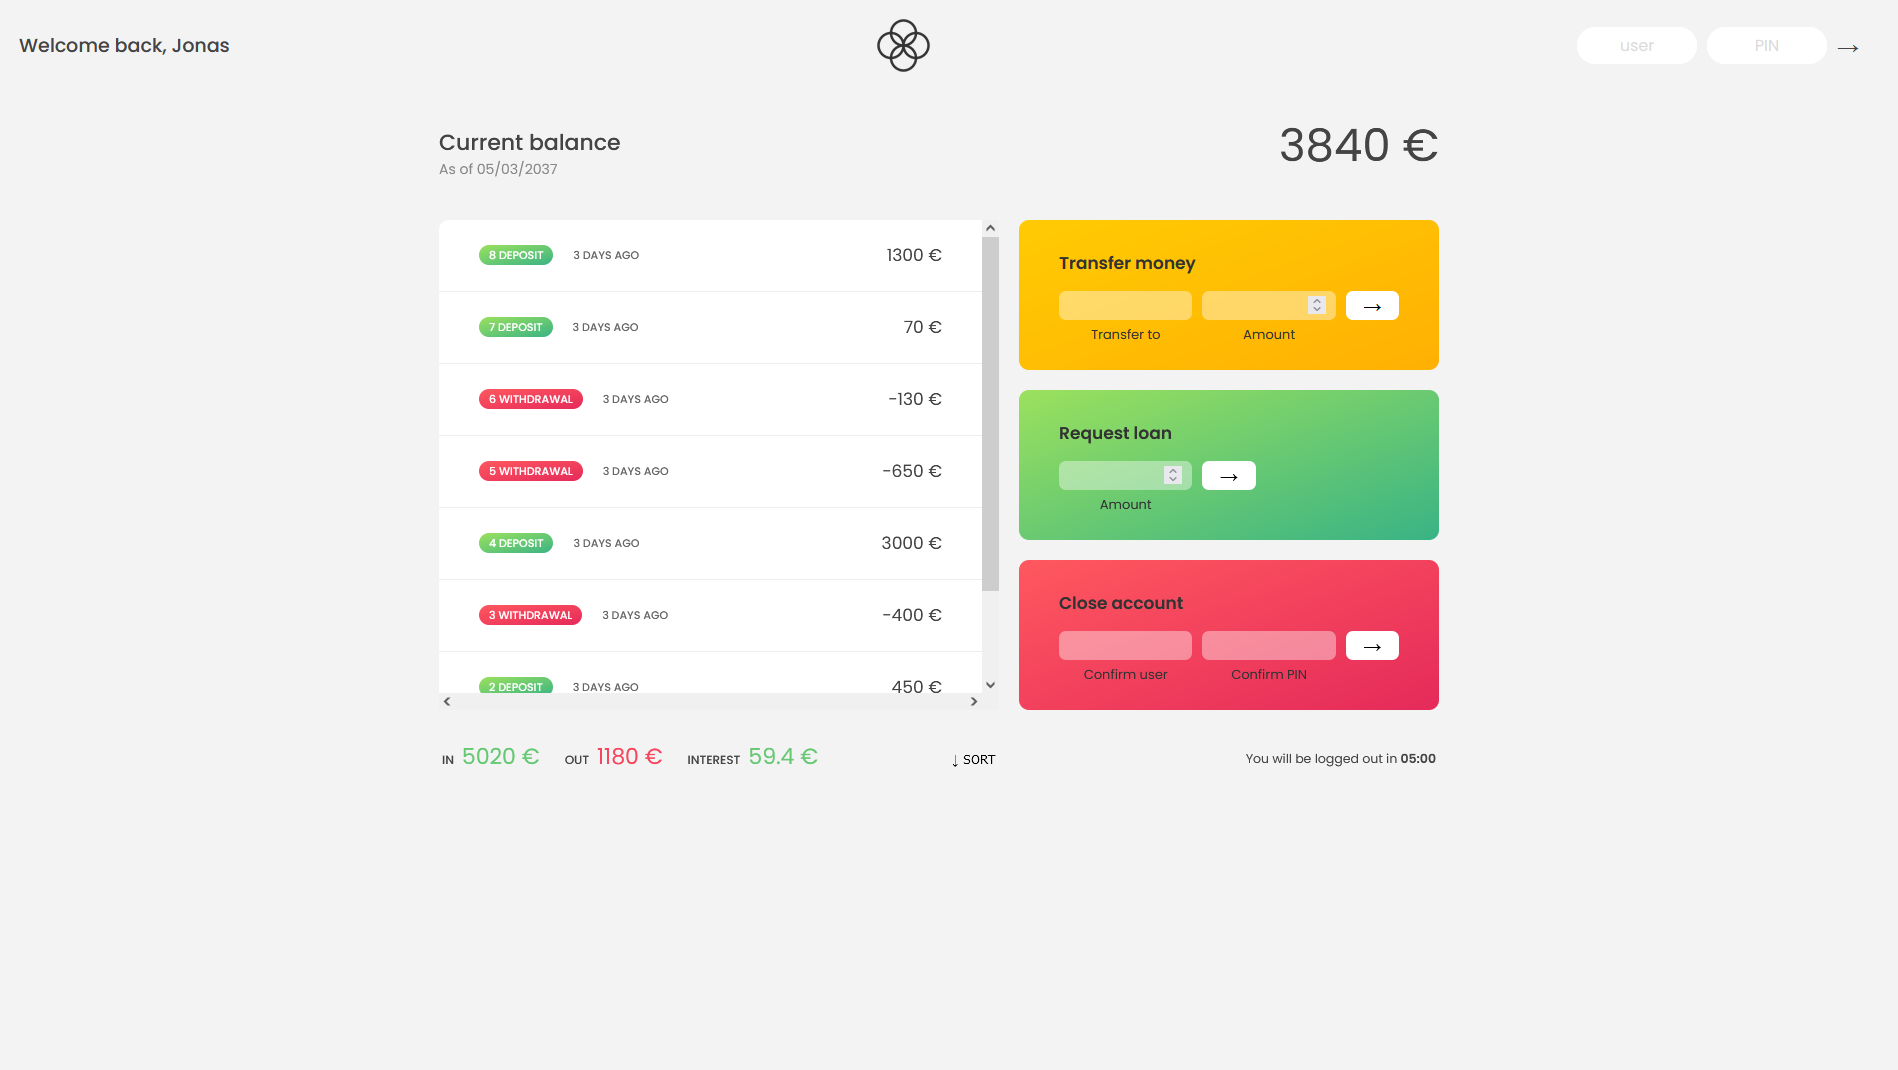 Welcome back, Jonas
user
PIN
→
Current balance
As of 05/03/2037
3840 €
8 DEPOSIT 3 DAYS AGO 1300 €
7 DEPOSIT 3 DAYS AGO 70 €
6 WITHDRAWAL 3 DAYS AGO -130 €
5 WITHDRAWAL 3 DAYS AGO -650 €
4 DEPOSIT 3 DAYS AGO 3000 €
3 WITHDRAWAL 3 DAYS AGO -400 €
2 DEPOSIT 3 DAYS AGO 450 €
Transfer money
→
Transfer to Amount
Request loan
→
Amount
Close account
→
Confirm user Confirm PIN
IN 5020 € OUT 1180 € INTEREST 59.4 € ↓ SORT
You will be logged out in 05:00